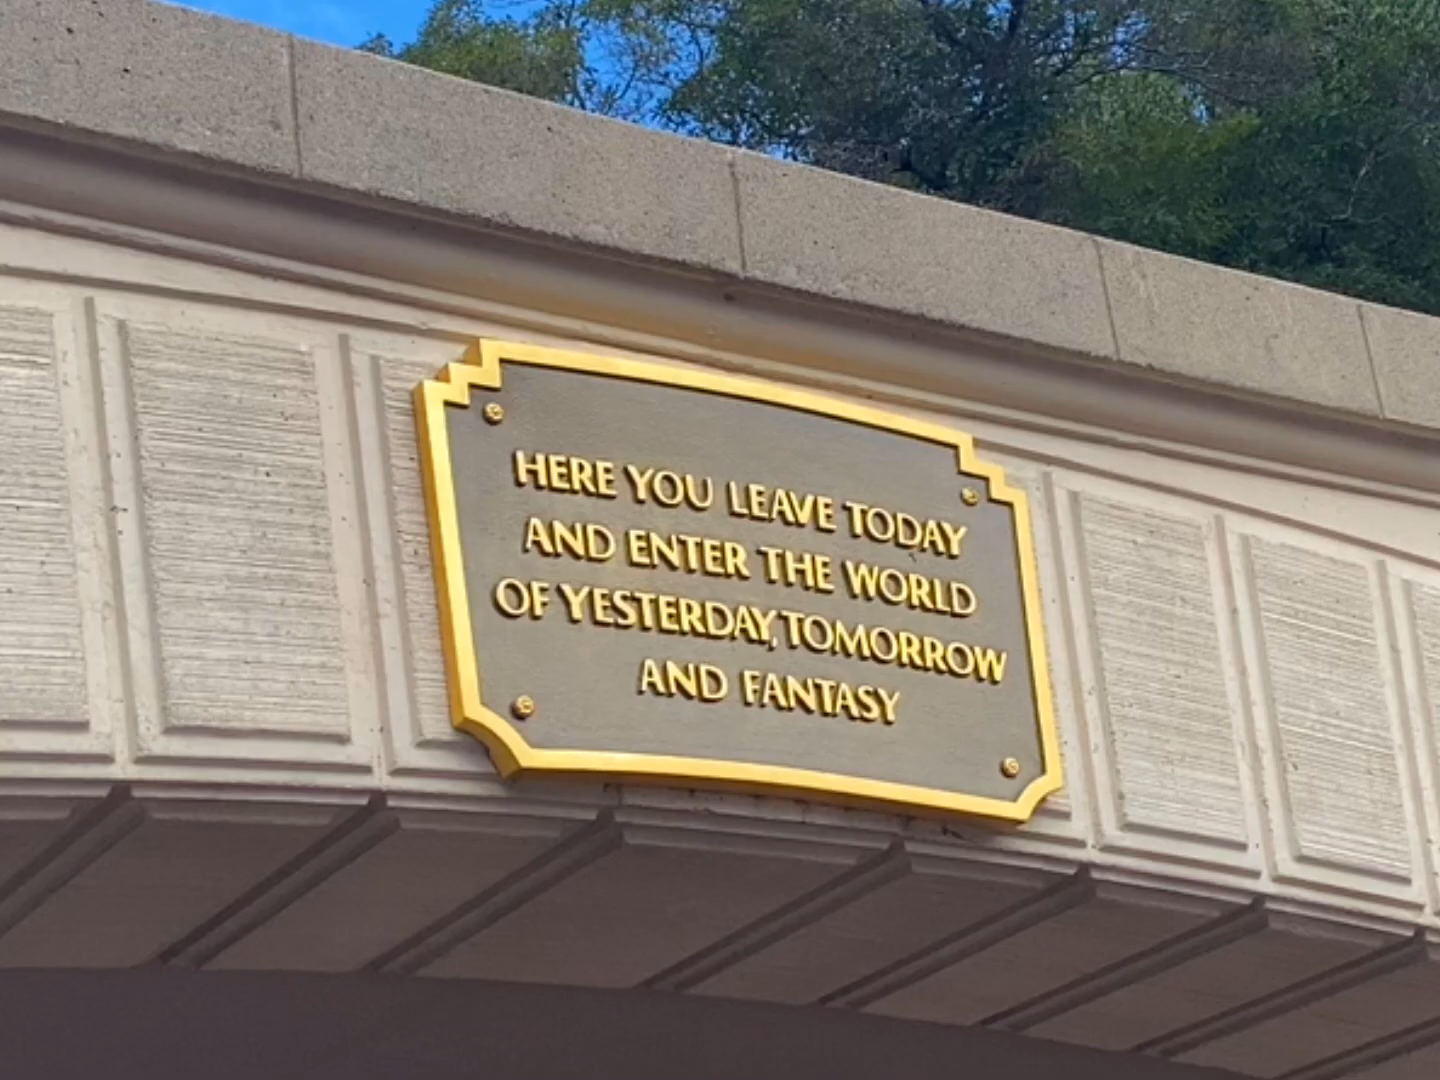 HERE YOU LEAVE TODAY
AND ENTER THE WORLD
OF YESTERDAY, TOMORROW
AND FANTASY